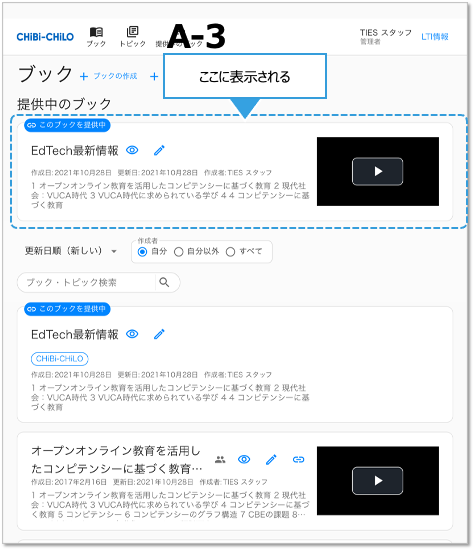 CHiBi-CHiLO
ブック
トピック
提供中のブック
A-3
TIES スタッフ
管理者
LTI情報
ブック
ブックの作成
ここに表示される
提供中のブック
このブックを提供中
EdTech最新情報
作成日: 2021年10月28日 更新日: 2021年10月28日 作成者: TIES スタッフ
1 オープンオンライン教育を活用したコンピテンシーに基づく教育 2 現代社
会：VUCA時代 3 VUCA時代に求められている学び 4 4 コンピテンシーに基
づく教育
更新日順（新しい）
作成者
自分
自分以外
すべて
ブック・トピック検索
このブックを提供中
EdTech最新情報
CHiBi-CHiLO
作成日: 2021年10月28日 更新日: 2021年10月28日 作成者: TIES スタッフ
1 オープンオンライン教育を活用したコンピテンシーに基づく教育 2 現代社
会：VUCA時代 3 VUCA時代に求められている学び 4 4 コンピテンシーに基
づく教育
オープンオンライン教育を活用し
たコンピテンシーに基づく教育…
作成日: 2017年2月16日 更新日: 2021年10月28日 作成者: TIES スタッフ
1 オープンオンライン教育を活用したコンピテンシーに基づく教育 2 現代社
会：VUCA時代 3 VUCA時代に求められている学び 4 4 コンピテンシーに基
づく教育 5 コンピテンシー 6 コンピテンシーのグラフ構造 7 CBEの課題 8…